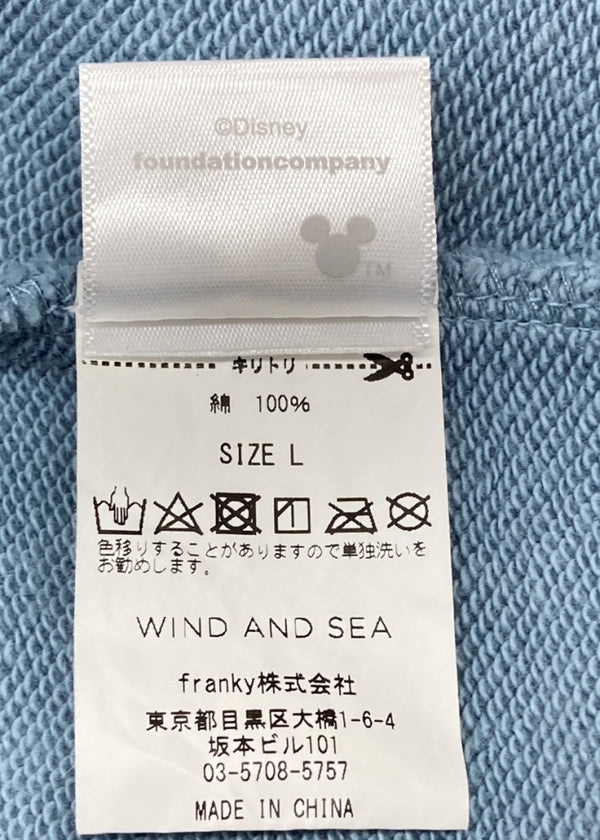 ©Disney
foundationcompany
TM
キリトリ
綿 100%
SIZE L
色移りすることがありますので単独洗いを
お勧めします。
WIND AND SEA
franky株式会社
東京都目黒区大橋1-6-4
坂本ビル101
03-5708-5757
MADE IN CHINA